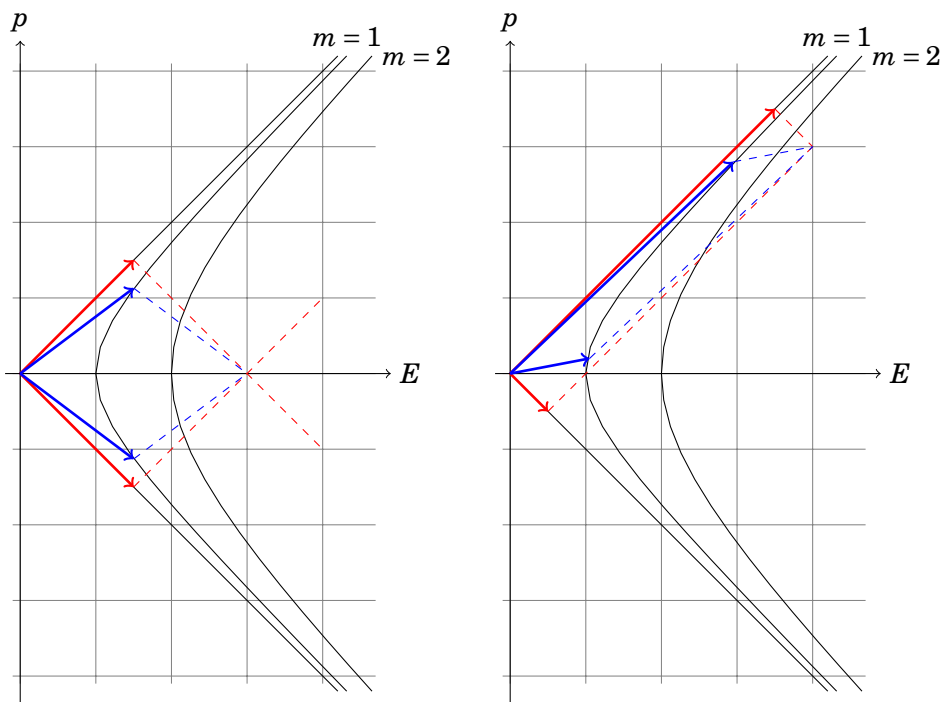 p
m = 1
m = 2
E
p
m = 1
m = 2
E